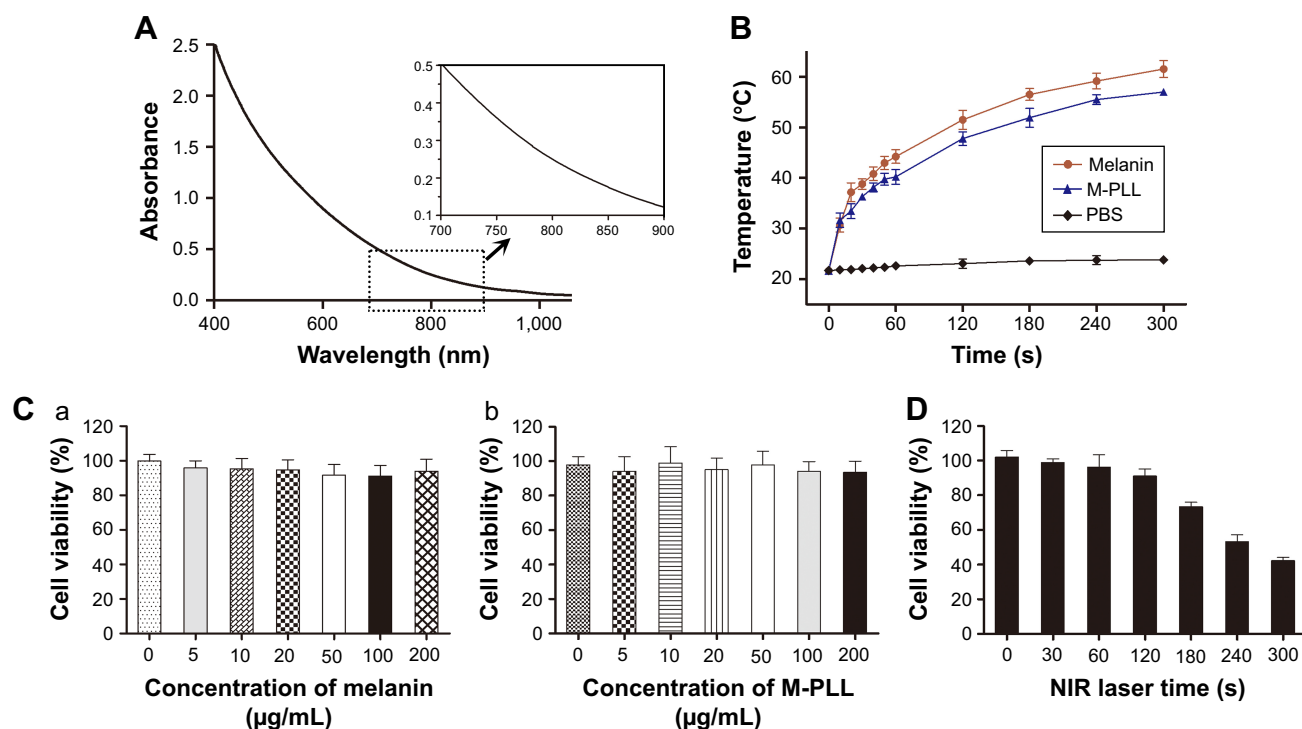 A
Absorbance
2.5
2.0
1.5
1.0
0.5
0.0
400 600 800 1,000
Wavelength (nm)
0.5
0.4
0.3
0.2
0.1
700 750 800 850 900
B
Temperature (°C)
60
50
40
30
20
0 60 120 180 240 300
Time (s)
Melanin
M-PLL
PBS
C a
Cell viability (%)
120
100
80
60
40
20
0
0 5 10 20 50 100 200
Concentration of melanin
(µg/mL)
b
Cell viability (%)
120
100
80
60
40
20
0
0 5 10 20 50 100 200
Concentration of M-PLL
(µg/mL)
D
Cell viability (%)
120
100
80
60
40
20
0
0 30 60 120 180 240 300
NIR laser time (s)